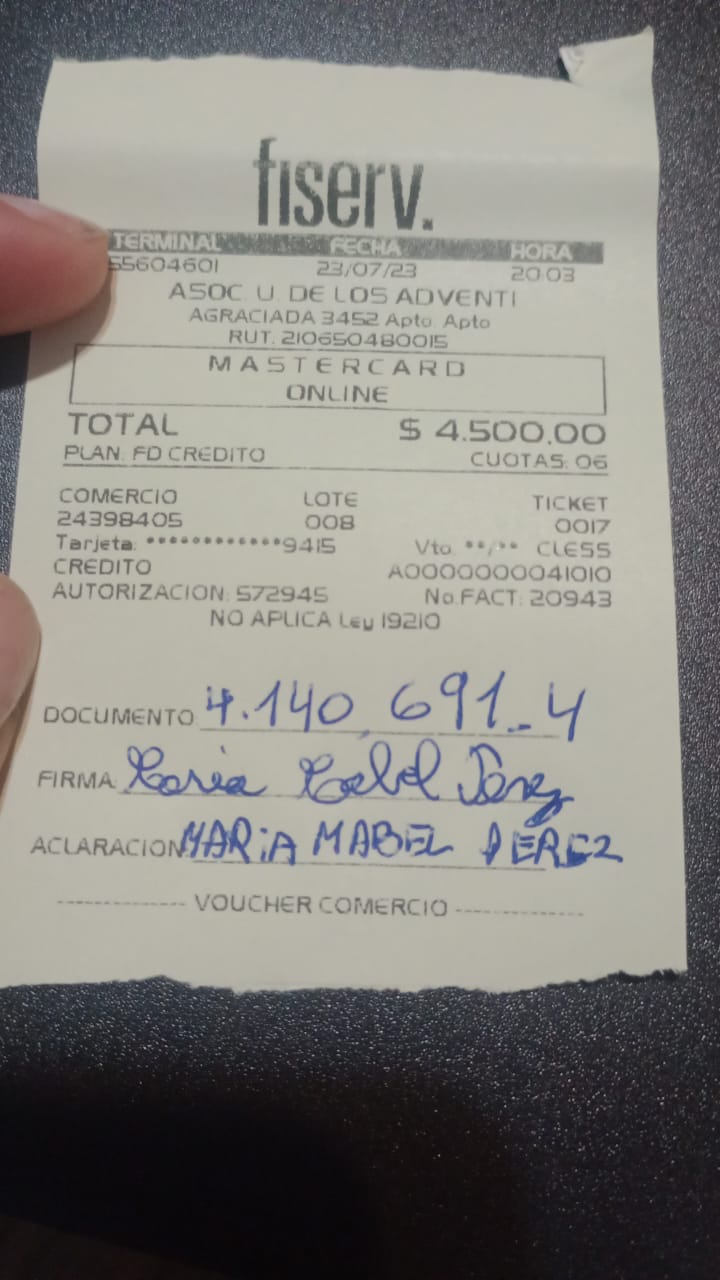 fiserv.
TERMINAL FECHA HORA
55604601 23/07/23 20:03
ASOC. U. DE LOS ADVENTI
AGRACIADA 3452 Apto. Apto
RUT. 210650480015
MASTERCARD
ONLINE
TOTAL $ 4.500,00
PLAN: FD CREDITO CUOTAS: 06
COMERCIO LOTE TICKET
24398405 008 0017
Tarjeta: ************9415 Vto. **/** CLESS
CREDITO A0000000041010
AUTORIZACION: 572945 No.FACT: 20943
NO APLICA Ley 19210
DOCUMENTO: 4.140.691-4
FIRMA: Maria Mabel Perez
ACLARACION: MARiA MABEL PEREZ
------------- VOUCHER COMERCIO -------------